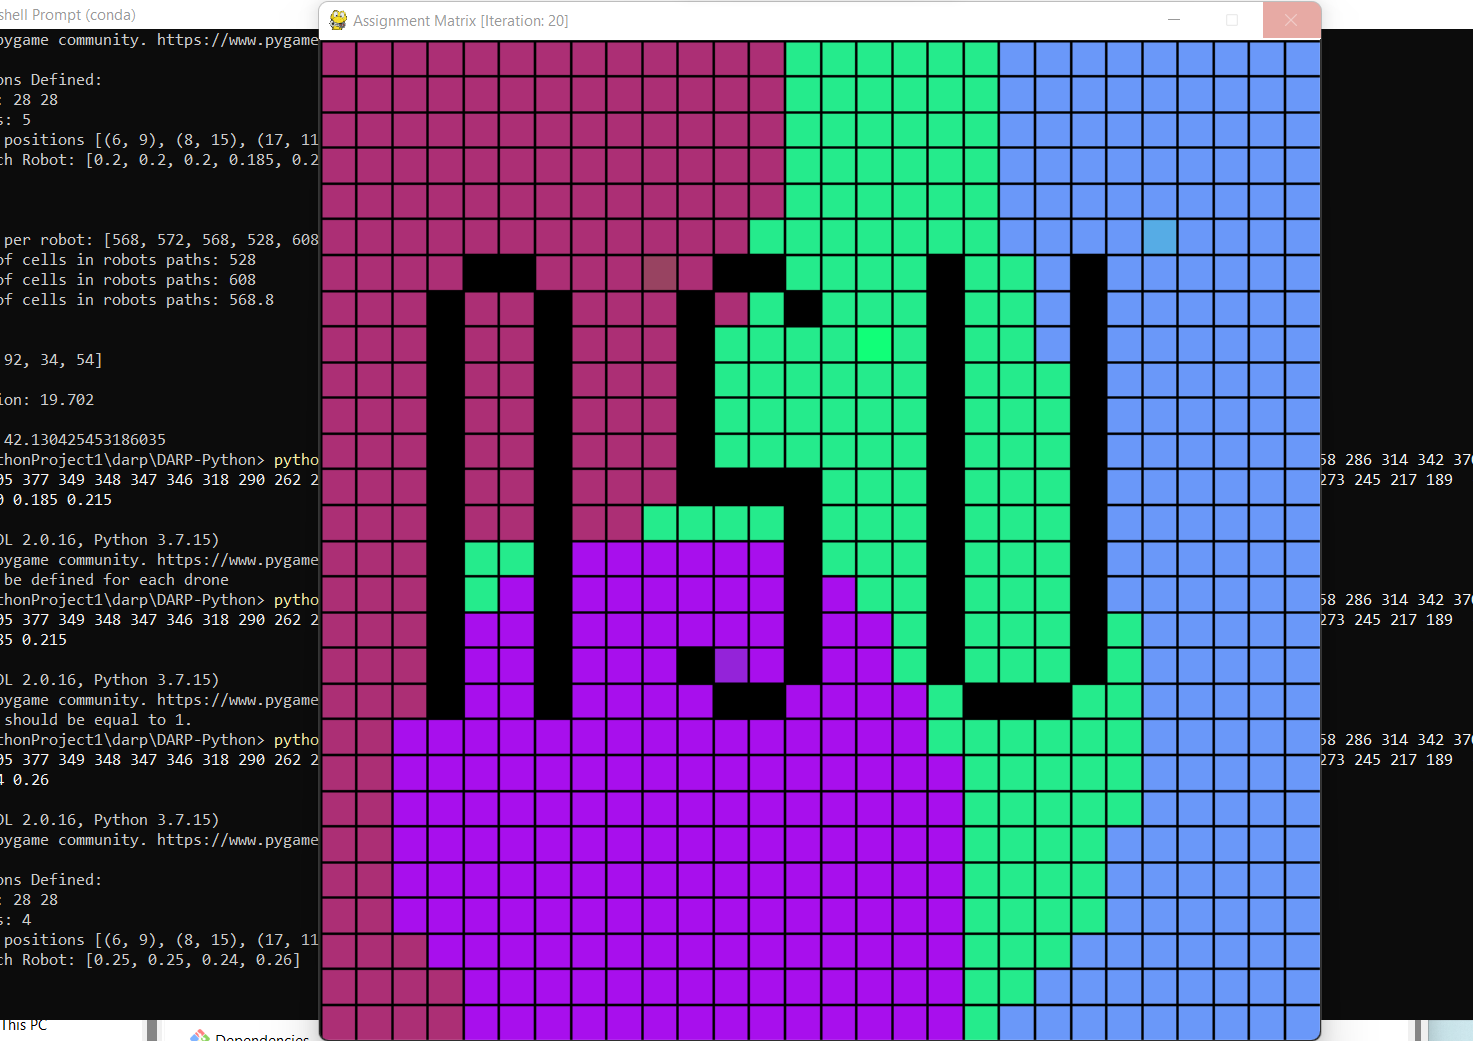 shell Prompt (conda)
Assignment Matrix [Iteration: 20]
ygame community. https://www.pygame
ons Defined:
: 28 28
s: 5
positions [(6, 9), (8, 15), (17, 11
ch Robot: [0.2, 0.2, 0.2, 0.185, 0.2
per robot: [568, 572, 568, 528, 608
of cells in robots paths: 528
of cells in robots paths: 608
of cells in robots paths: 568.8
92, 34, 54]
ion: 19.702
42.130425453186035
thonProject1\darp\DARP-Python> pytho
58 286 314 342 370
05 377 349 348 347 346 318 290 262 2
273 245 217 189
0 0.185 0.215
DL 2.0.16, Python 3.7.15)
ygame community. https://www.pygame
be defined for each drone
thonProject1\darp\DARP-Python> pytho
58 286 314 342 370
05 377 349 348 347 346 318 290 262 2
273 245 217 189
85 0.215
DL 2.0.16, Python 3.7.15)
ygame community. https://www.pygame
should be equal to 1.
thonProject1\darp\DARP-Python> pytho
58 286 314 342 370
05 377 349 348 347 346 318 290 262 2
273 245 217 189
4 0.26
DL 2.0.16, Python 3.7.15)
ygame community. https://www.pygame
ons Defined:
: 28 28
s: 4
positions [(6, 9), (8, 15), (17, 11
ch Robot: [0.25, 0.25, 0.24, 0.26]
This PC
Dependencies